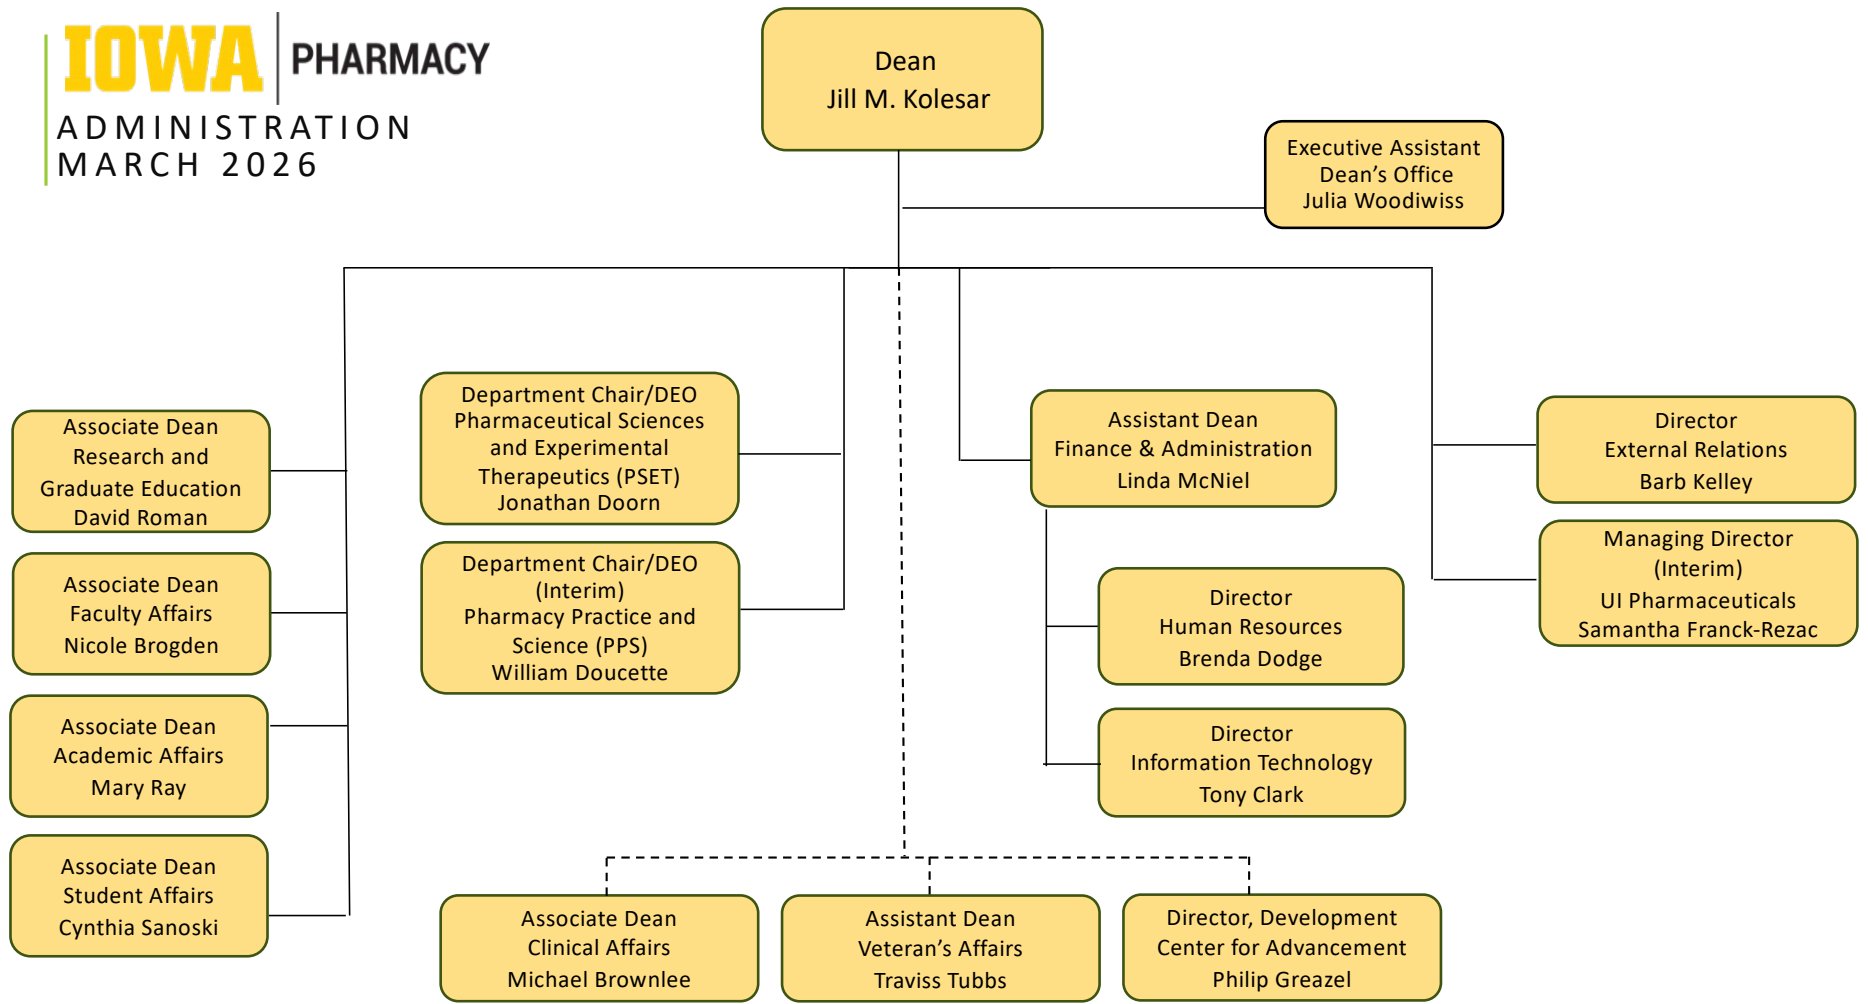 IOWA
PHARMACY
ADMINISTRATION
MARCH 2026
Dean
Jill M. Kolesar
Executive Assistant
Dean’s Office
Julia Woodiwiss
Associate Dean
Research and
Graduate Education
David Roman
Associate Dean
Faculty Affairs
Nicole Brogden
Associate Dean
Academic Affairs
Mary Ray
Associate Dean
Student Affairs
Cynthia Sanoski
Department Chair/DEO
Pharmaceutical Sciences
and Experimental
Therapeutics (PSET)
Jonathan Doorn
Department Chair/DEO
(Interim)
Pharmacy Practice and
Science (PPS)
William Doucette
Assistant Dean
Finance & Administration
Linda McNiel
Director
Human Resources
Brenda Dodge
Director
Information Technology
Tony Clark
Director
External Relations
Barb Kelley
Managing Director
(Interim)
UI Pharmaceuticals
Samantha Franck-Rezac
Associate Dean
Clinical Affairs
Michael Brownlee
Assistant Dean
Veteran’s Affairs
Traviss Tubbs
Director, Development
Center for Advancement
Philip Greazel